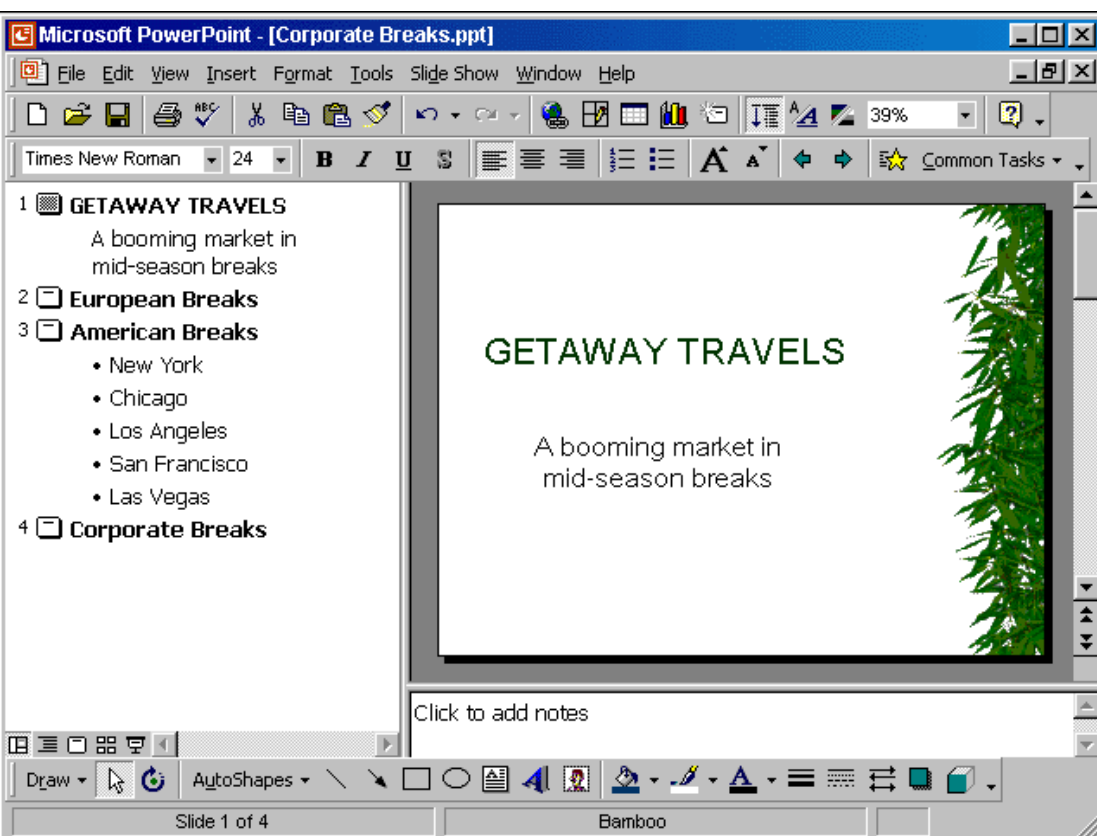 Microsoft PowerPoint - [Corporate Breaks.ppt]
File Edit View Insert Format Tools Slide Show Window Help
ABC A A 39% ?
Times New Roman 24 B I U S A A Common Tasks
1 GETAWAY TRAVELS
A booming market in
mid-season breaks
2 European Breaks
3 American Breaks
• New York
• Chicago
• Los Angeles
• San Francisco
• Las Vegas
4 Corporate Breaks
GETAWAY TRAVELS
A booming market in
mid-season breaks
Click to add notes
Draw AutoShapes A A
Slide 1 of 4 Bamboo